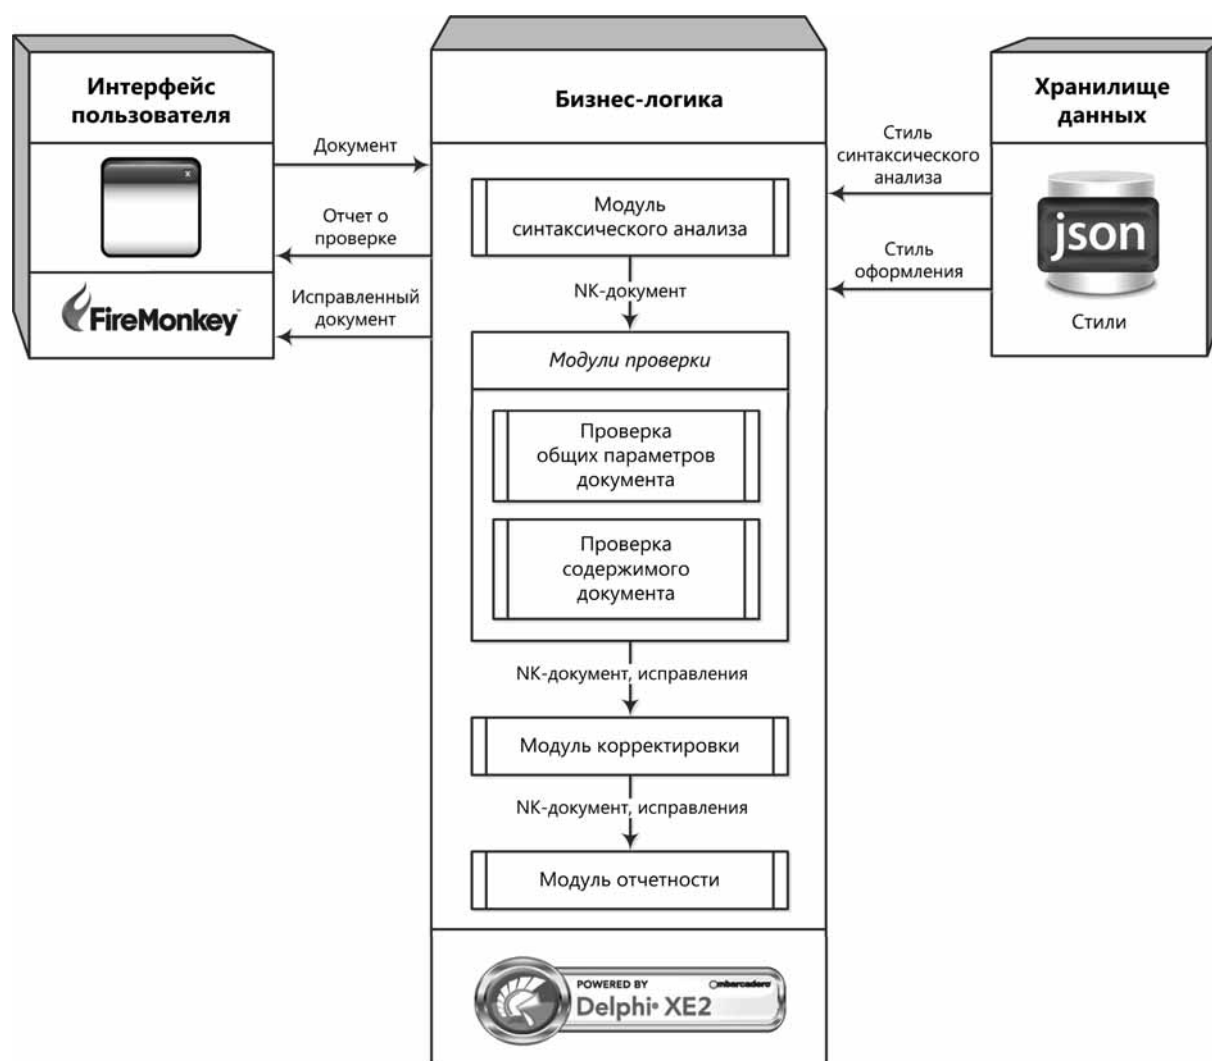 Интерфейс
пользователя
x
FireMonkey
Документ
Отчет о
проверке
Исправленный
документ
Бизнес-логика
Модуль
синтаксического анализа
NK-документ
Модули проверки
Проверка
общих параметров
документа
Проверка
содержимого
документа
NK-документ, исправления
Модуль корректировки
NK-документ, исправления
Модуль отчетности
POWERED BY
embarcadero
Delphi® XE2
Стиль
синтаксического
анализа
Стиль
оформления
Хранилище
данных
json
Стили